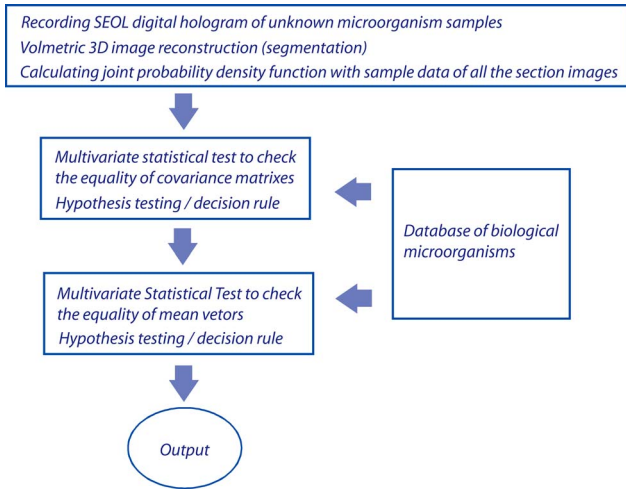 Recording SEOL digital hologram of unknown microorganism samples
Volmetric 3D image reconstruction (segmentation)
Calculating joint probability density function with sample data of all the section images
Multivariate statistical test to check
the equality of covariance matrixes
Hypothesis testing / decision rule
Database of biological
microorganisms
Multivariate Statistical Test to check
the equality of mean vetors
Hypothesis testing / decision rule
Output